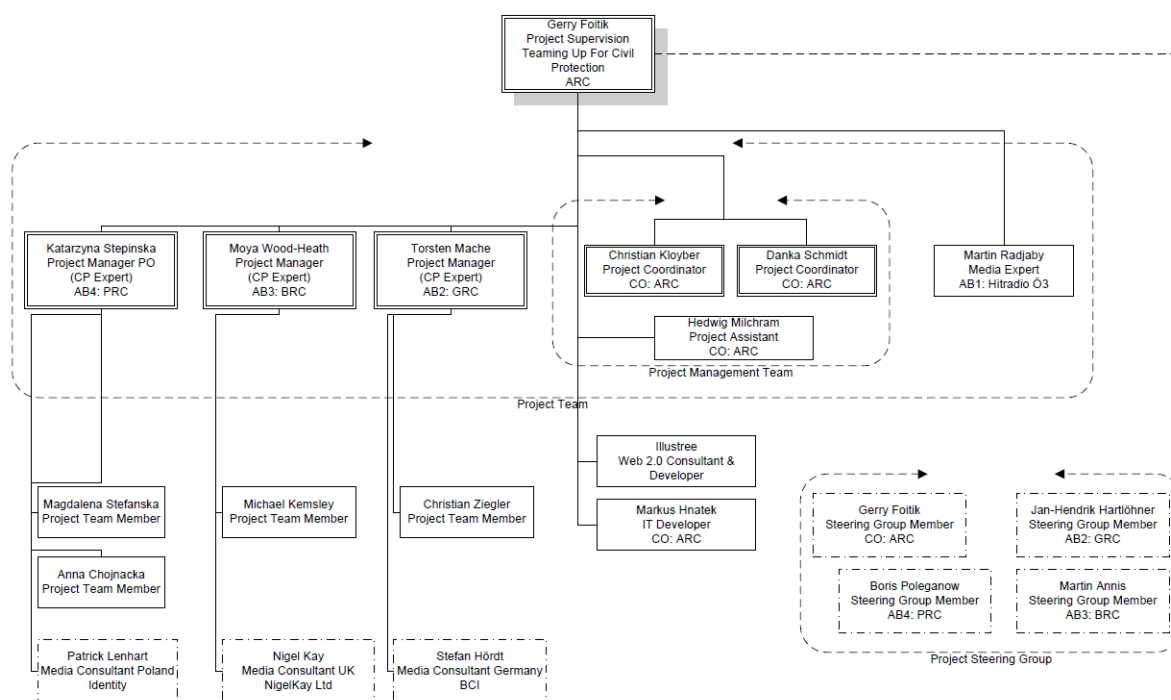 Gerry Foitik
Project Supervision
Teaming Up For Civil
Protection
ARC
Katarzyna Stepinska
Project Manager PO
(CP Expert)
AB4: PRC
Moya Wood-Heath
Project Manager
(CP Expert)
AB3: BRC
Torsten Mache
Project Manager
(CP Expert)
AB2: GRC
Christian Kloyber
Project Coordinator
CO: ARC
Danka Schmidt
Project Coordinator
CO: ARC
Martin Radjaby
Media Expert
AB1: Hitradio Ö3
Hedwig Milchram
Project Assistant
CO: ARC
Project Management Team
Project Team
Illustree
Web 2.0 Consultant &
Developer
Magdalena Stefanska
Project Team Member
Michael Kemsley
Project Team Member
Christian Ziegler
Project Team Member
Markus Hnatek
IT Developer
CO: ARC
Gerry Foitik
Steering Group Member
CO: ARC
Jan-Hendrik Hartlöhner
Steering Group Member
AB2: GRC
Anna Chojnacka
Project Team Member
Boris Poleganow
Steering Group Member
AB4: PRC
Martin Annis
Steering Group Member
AB3: BRC
Project Steering Group
Patrick Lenhart
Media Consultant Poland
Identity
Nigel Kay
Media Consultant UK
NigelKay Ltd
Stefan Hördt
Media Consultant Germany
BCI